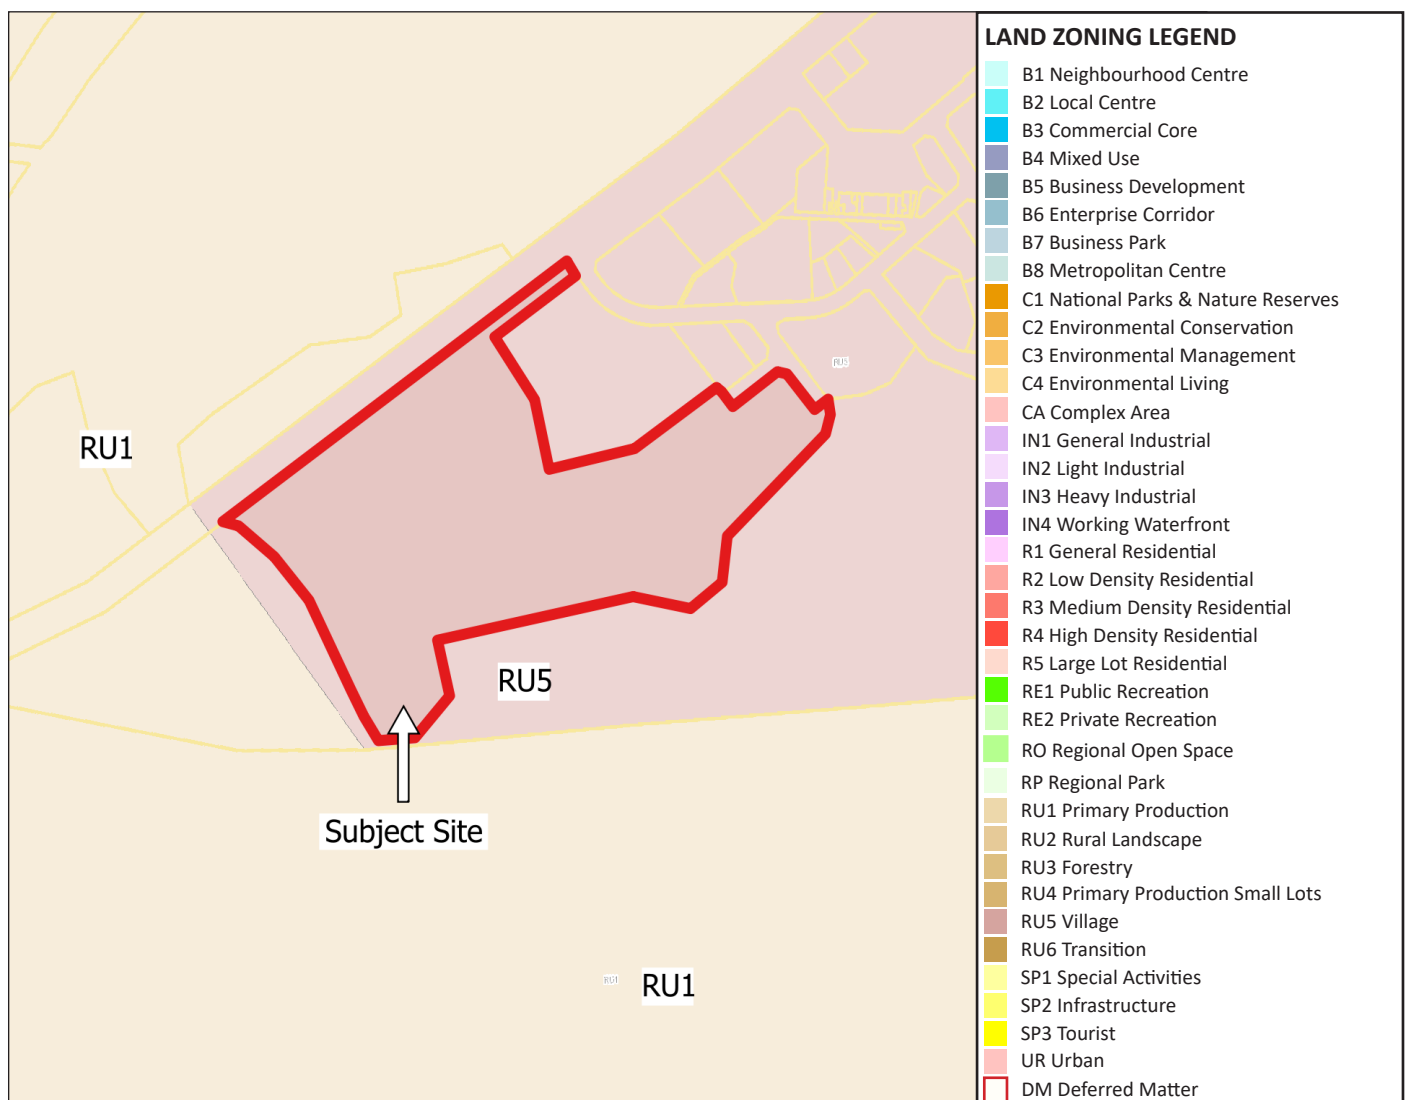 RU1
RU5
RU5
Subject Site
RU1
RU1
LAND ZONING LEGEND
B1 Neighbourhood Centre
B2 Local Centre
B3 Commercial Core
B4 Mixed Use
B5 Business Development
B6 Enterprise Corridor
B7 Business Park
B8 Metropolitan Centre
C1 National Parks & Nature Reserves
C2 Environmental Conservation
C3 Environmental Management
C4 Environmental Living
CA Complex Area
IN1 General Industrial
IN2 Light Industrial
IN3 Heavy Industrial
IN4 Working Waterfront
R1 General Residential
R2 Low Density Residential
R3 Medium Density Residential
R4 High Density Residential
R5 Large Lot Residential
RE1 Public Recreation
RE2 Private Recreation
RO Regional Open Space
RP Regional Park
RU1 Primary Production
RU2 Rural Landscape
RU3 Forestry
RU4 Primary Production Small Lots
RU5 Village
RU6 Transition
SP1 Special Activities
SP2 Infrastructure
SP3 Tourist
UR Urban
DM Deferred Matter